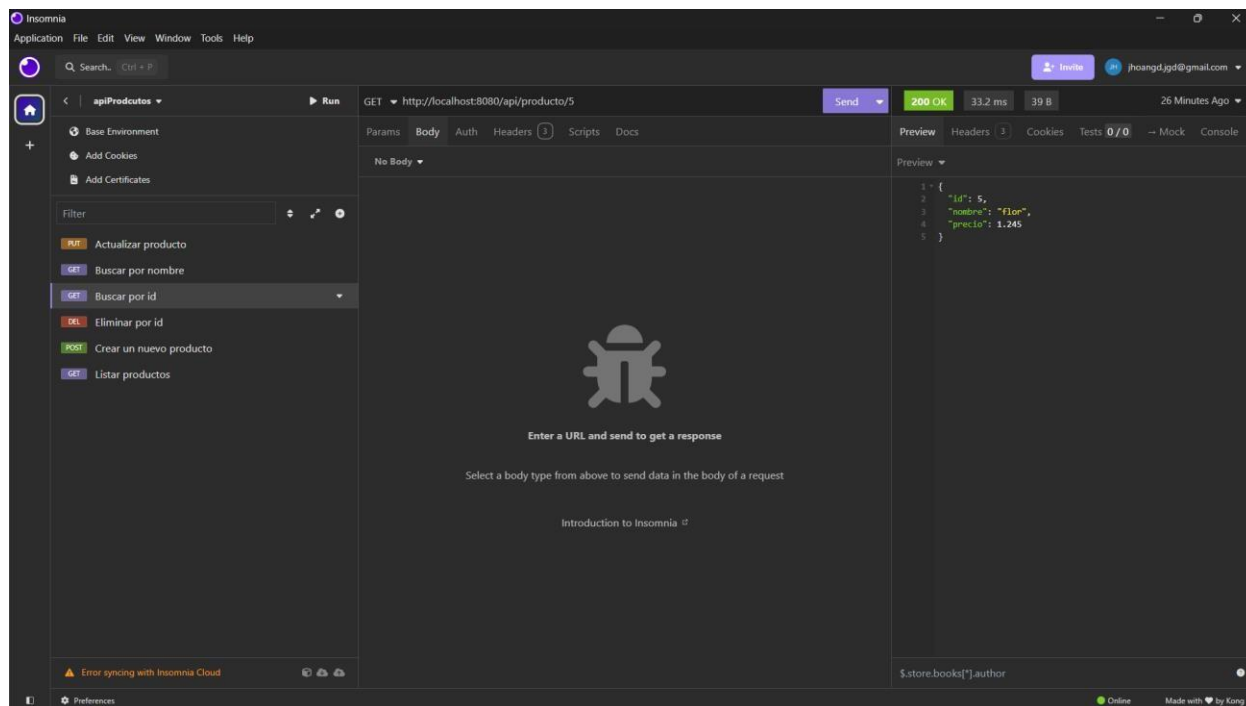 Insomnia
Application File Edit View Window Tools Help
Search.. Ctrl + P
Invite
JH jhoangd.jgd@gmail.com
apiProdcutos
Run
GET http://localhost:8080/api/producto/5
Send
200 OK 33.2 ms 39 B
26 Minutes Ago
Base Environment
Add Cookies
Add Certificates
Filter
PUT Actualizar producto
GET Buscar por nombre
GET Buscar por id
DEL Eliminar por id
POST Crear un nuevo producto
GET Listar productos
Error syncing with Insomnia Cloud
Preferences
Params Body Auth Headers 3 Scripts Docs
No Body
Enter a URL and send to get a response
Select a body type from above to send data in the body of a request
Introduction to Insomnia
Preview Headers 3 Cookies Tests 0 / 0 → Mock Console
Preview
1 {
2 "id": 5,
3 "nombre": "flor",
4 "precio": 1.245
5 }
$.store.books[*].author
Online
Made with ♥ by Kong